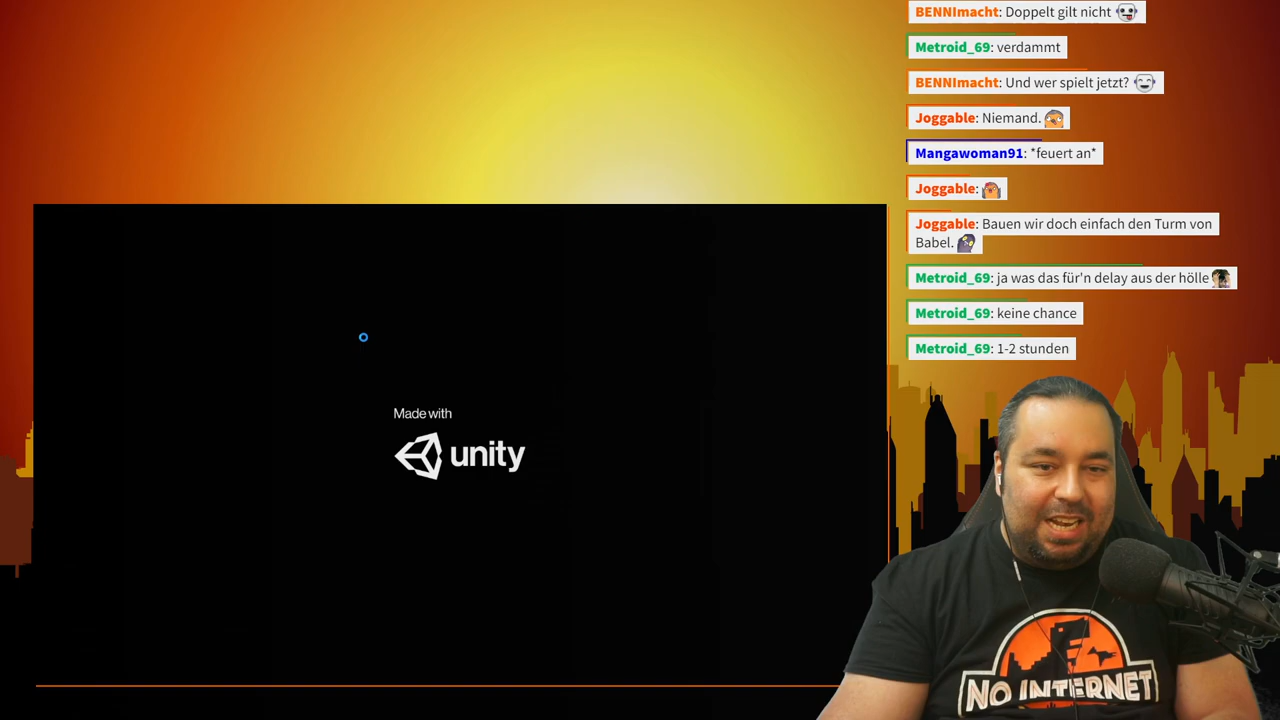 BENNImacht: Doppelt gilt nicht
Metroid_69: verdammt
BENNImacht: Und wer spielt jetzt?
Joggable: Niemand.
Mangawoman91: *feuert an*
Joggable:
Joggable: Bauen wir doch einfach den Turm von
Babel.
Metroid_69: ja was das für'n delay aus der hölle
Metroid_69: keine chance
Metroid_69: 1-2 stunden
Made with
unity
NO INTERNET